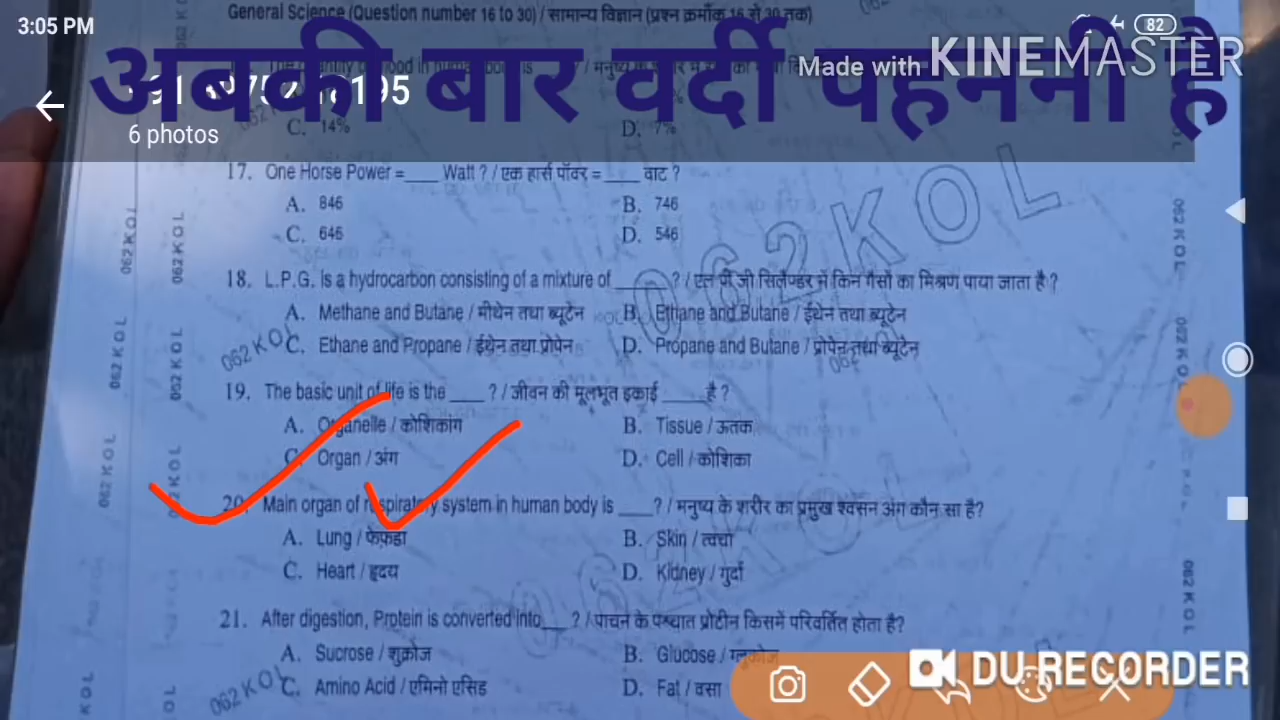 General Science (Question number 16 to 30) / सामान्य विज्ञान (प्रश्न क्रमाँक 16 से 30 तक)
3:05 PM
82
Made with KINEMASTER
अबकी बार वर्दी पहननी है
6 photos
C. 14%
D. 7%
17. One Horse Power = ____ Watt ? / एक हार्स पॉवर = ____ वाट ?
A. 846
B. 746
C. 646
D. 546
18. L.P.G. is a hydrocarbon consisting of a mixture of ____ ? / एल पी जी सिलैण्डर में किन गैसों का मिश्रण पाया जाता है ?
A. Methane and Butane / मीथेन तथा ब्यूटेन
B. Ethane and Butane / ईथेन तथा ब्यूटेन
C. Ethane and Propane / ईथेन तथा प्रोपेन
D. Propane and Butane / प्रोपेन तथा ब्यूटेन
19. The basic unit of life is the ____ ? / जीवन की मूलभूत इकाई ____ है ?
A. Organelle / कोशिकांग
B. Tissue / ऊतक
C. Organ / अंग
D. Cell / कोशिका
20. Main organ of respiratory system in human body is ____ ? / मनुष्य के शरीर का प्रमुख श्वसन अंग कौन सा है?
A. Lung / फेफड़ा
B. Skin / त्वचा
C. Heart / हृदय
D. Kidney / गुर्दा
21. After digestion, Protein is converted into ___ ? / पाचन के पश्चात प्रोटीन किसमें परिवर्तित होता है?
A. Sucrose / शुक्रोज
B. Glucose / ग्लूकोज
C. Amino Acid / एमिनो एसिड
D. Fat / वसा
062KOL
DU RECORDER